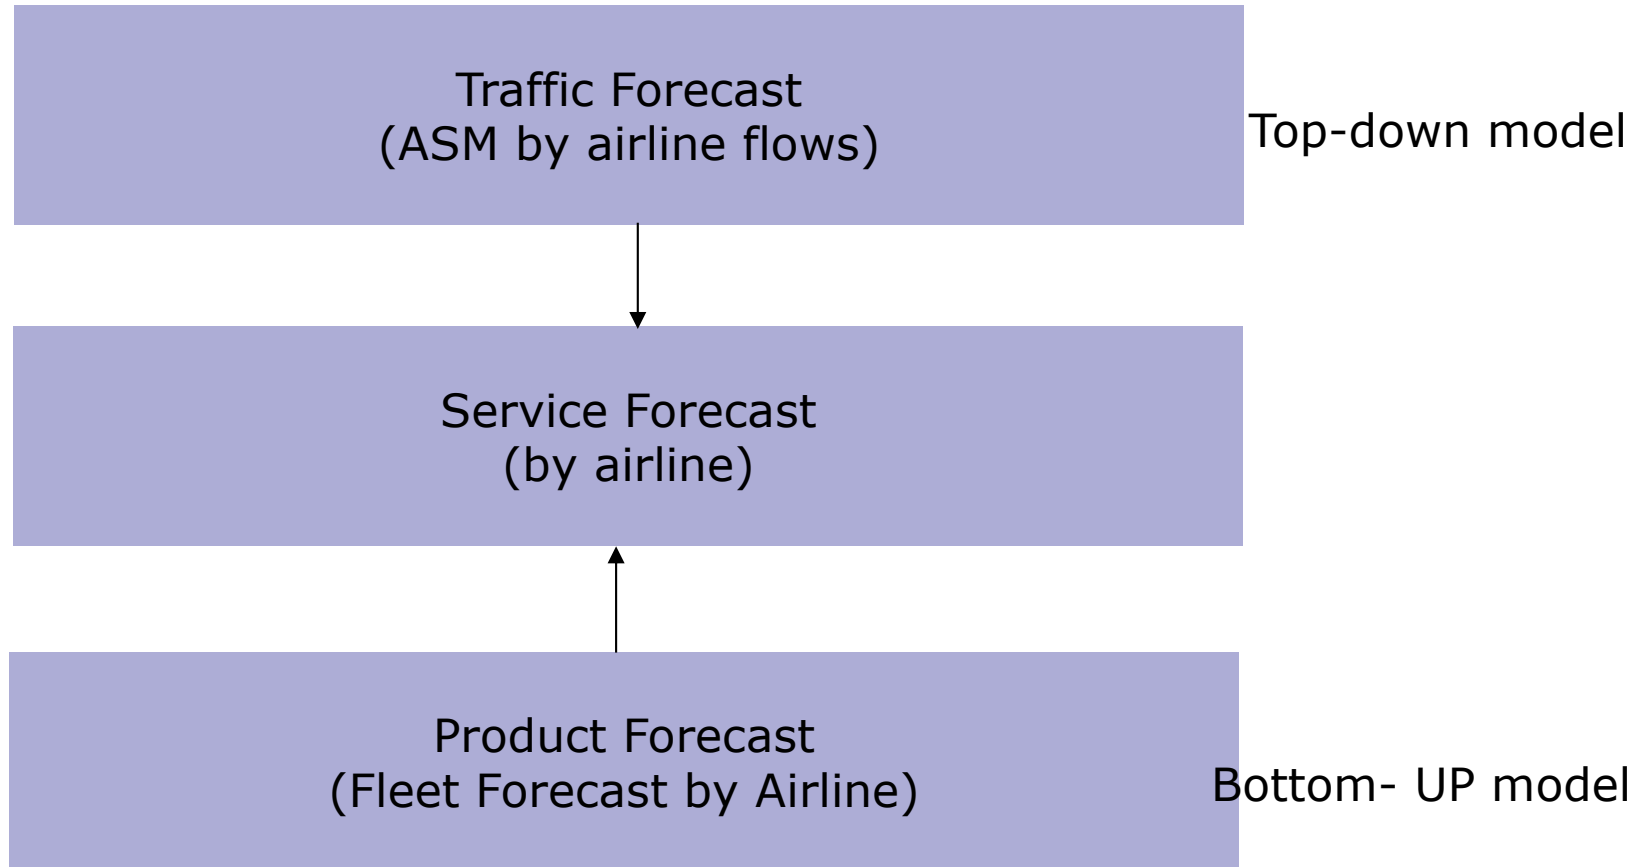 Traffic Forecast
(ASM by airline flows)
Top-down model
Service Forecast
(by airline)
Product Forecast
(Fleet Forecast by Airline)
Bottom- UP model